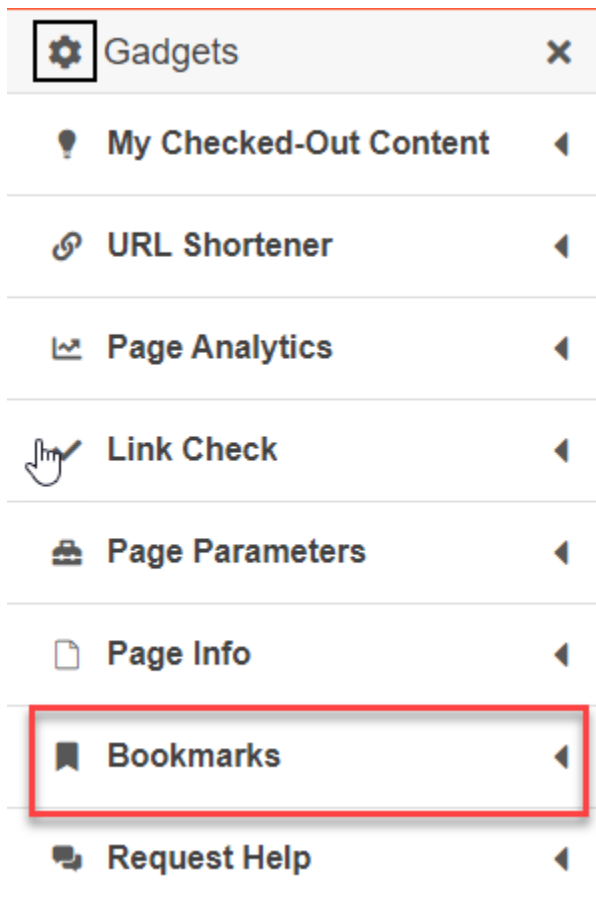 Gadgets
My Checked-Out Content
URL Shortener
Page Analytics
Link Check
Page Parameters
Page Info
Bookmarks
Request Help